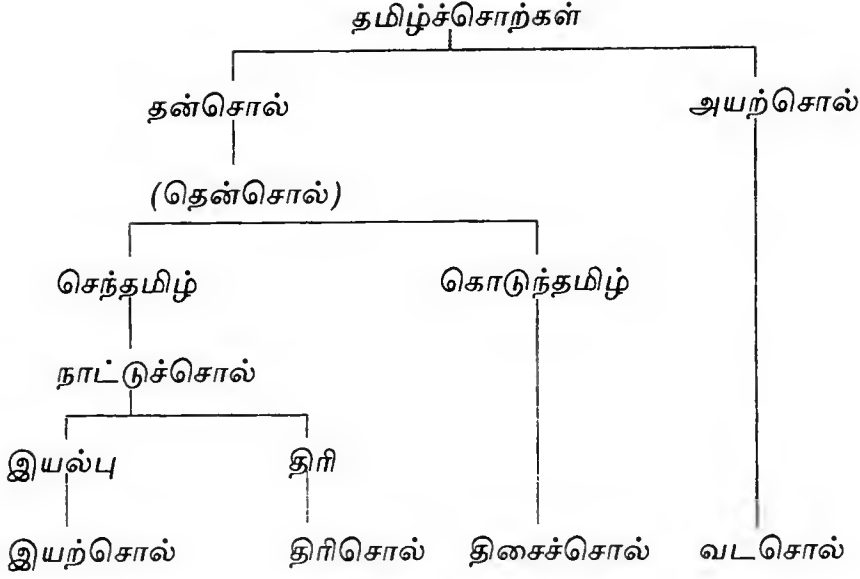 தமிழ்ச்சொற்கள்
தன்சொல் அயற்சொல்
(தென்சொல்)
செந்தமிழ் கொடுந்தமிழ்
நாட்டுச்சொல்
இயல்பு திரி
இயற்சொல் திரிசொல் திசைச்சொல் வடசொல்